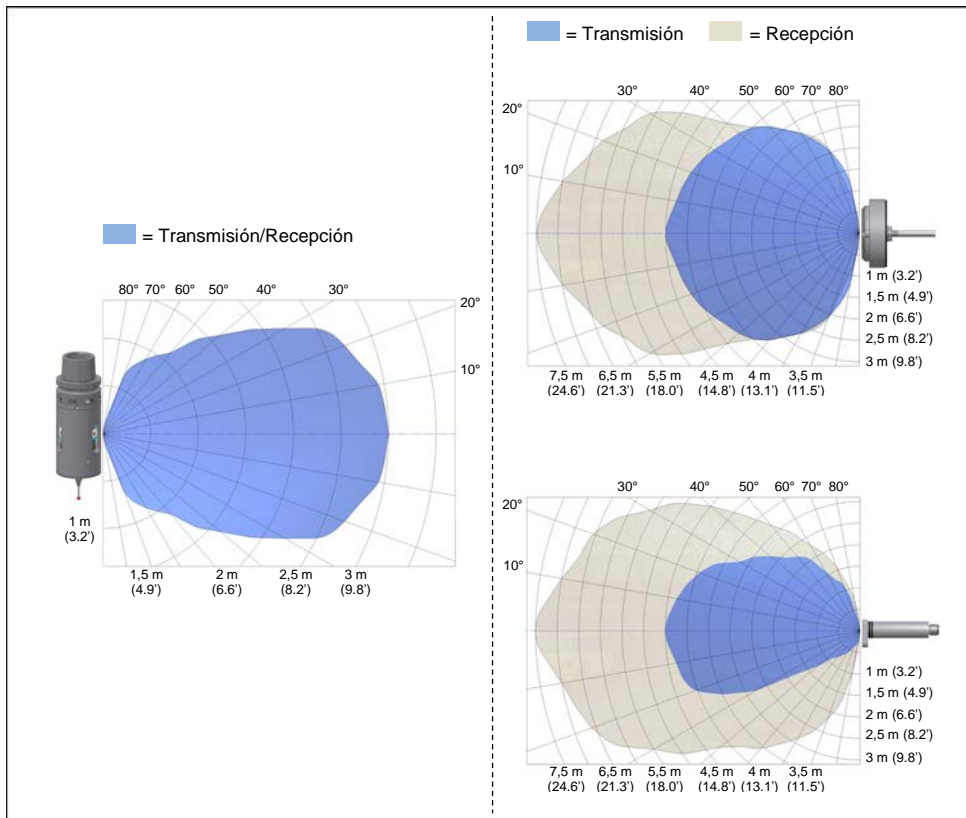 = Transmisión/Recepción
80° 70° 60° 50° 40° 30°
20°
10°
1 m
(3.2’)
1,5 m 2 m 2,5 m 3 m
(4.9’) (6.6’) (8.2’) (9.8’)
= Transmisión = Recepción
30° 40° 50° 60° 70° 80°
20°
10°
1 m (3.2’)
1,5 m (4.9’)
2 m (6.6’)
2,5 m (8.2’)
3 m (9.8’)
7,5 m 6,5 m 5,5 m 4,5 m 4 m 3,5 m
(24.6’) (21.3’) (18.0’) (14.8’) (13.1’) (11.5’)
30° 40° 50° 60° 70° 80°
20°
10°
1 m (3.2’)
1,5 m (4.9’)
2 m (6.6’)
2,5 m (8.2’)
3 m (9.8’)
7,5 m 6,5 m 5,5 m 4,5 m 4 m 3,5 m
(24.6’) (21.3’) (18.0’) (14.8’) (13.1’) (11.5’)